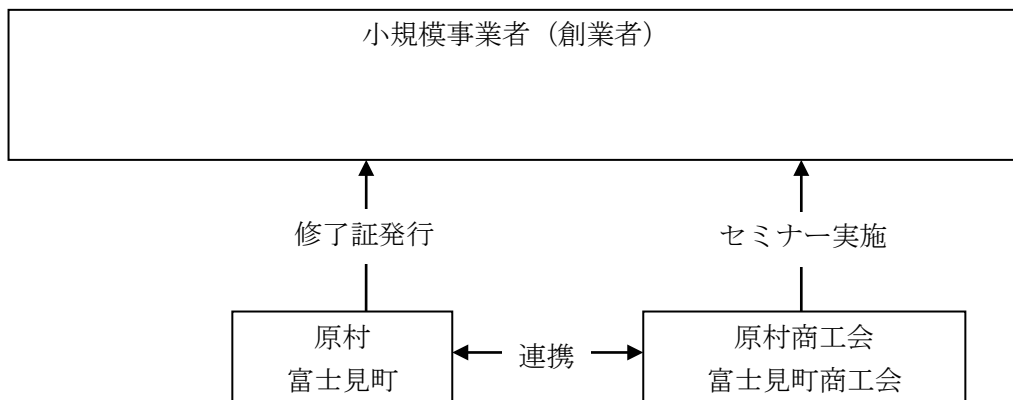 小規模事業者（創業者）
修了証発行
セミナー実施
原村
富士見町
連携
原村商工会
富士見町商工会